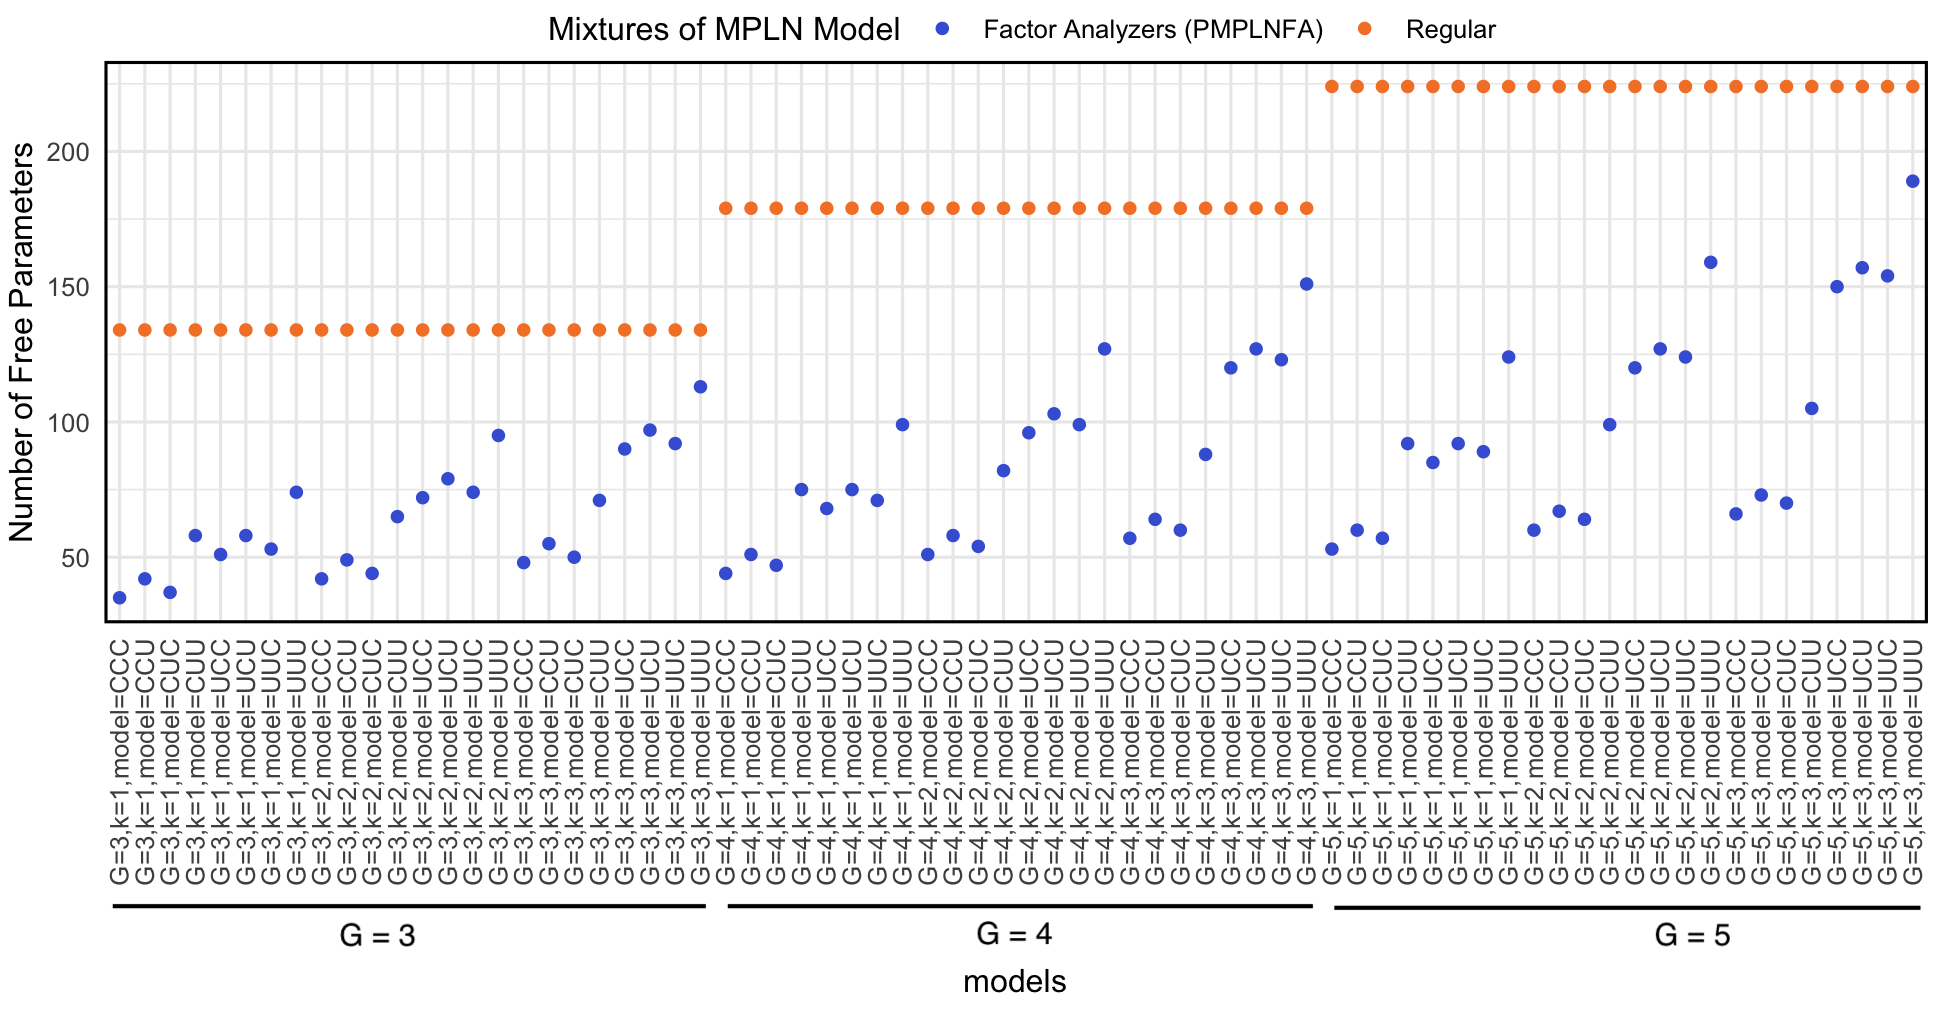 Mixtures of MPLN Model Factor Analyzers (PMPLNFA) Regular
Number of Free Parameters
200
150
100
50
G=3,k=1,model=CCC
G=3,k=1,model=CCU
G=3,k=1,model=CUC
G=3,k=1,model=CUU
G=3,k=1,model=UCC
G=3,k=1,model=UCU
G=3,k=1,model=UUC
G=3,k=1,model=UUU
G=3,k=2,model=CCC
G=3,k=2,model=CCU
G=3,k=2,model=CUC
G=3,k=2,model=CUU
G=3,k=2,model=UCC
G=3,k=2,model=UCU
G=3,k=2,model=UUC
G=3,k=2,model=UUU
G=3,k=3,model=CCC
G=3,k=3,model=CCU
G=3,k=3,model=CUC
G=3,k=3,model=CUU
G=3,k=3,model=UCC
G=3,k=3,model=UCU
G=3,k=3,model=UUC
G=3,k=3,model=UUU
G=4,k=1,model=CCC
G=4,k=1,model=CCU
G=4,k=1,model=CUC
G=4,k=1,model=CUU
G=4,k=1,model=UCC
G=4,k=1,model=UCU
G=4,k=1,model=UUC
G=4,k=1,model=UUU
G=4,k=2,model=CCC
G=4,k=2,model=CCU
G=4,k=2,model=CUC
G=4,k=2,model=CUU
G=4,k=2,model=UCC
G=4,k=2,model=UCU
G=4,k=2,model=UUC
G=4,k=2,model=UUU
G=4,k=3,model=CCC
G=4,k=3,model=CCU
G=4,k=3,model=CUC
G=4,k=3,model=CUU
G=4,k=3,model=UCC
G=4,k=3,model=UCU
G=4,k=3,model=UUC
G=4,k=3,model=UUU
G=5,k=1,model=CCC
G=5,k=1,model=CCU
G=5,k=1,model=CUC
G=5,k=1,model=CUU
G=5,k=1,model=UCC
G=5,k=1,model=UCU
G=5,k=1,model=UUC
G=5,k=1,model=UUU
G=5,k=2,model=CCC
G=5,k=2,model=CCU
G=5,k=2,model=CUC
G=5,k=2,model=CUU
G=5,k=2,model=UCC
G=5,k=2,model=UCU
G=5,k=2,model=UUC
G=5,k=2,model=UUU
G=5,k=3,model=CCC
G=5,k=3,model=CCU
G=5,k=3,model=CUC
G=5,k=3,model=CUU
G=5,k=3,model=UCC
G=5,k=3,model=UCU
G=5,k=3,model=UUC
G=5,k=3,model=UUU
G = 3
G = 4
G = 5
models